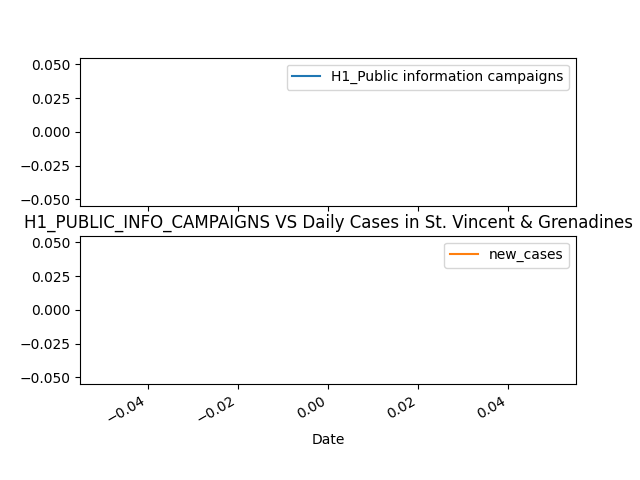 0.050
H1_Public information campaigns
0.025
0.000
−0.025
−0.050
H1_PUBLIC_INFO_CAMPAIGNS VS Daily Cases in St. Vincent & Grenadines
0.050
new_cases
0.025
0.000
−0.025
−0.050
−0.04 −0.02 0.00 0.02 0.04
Date